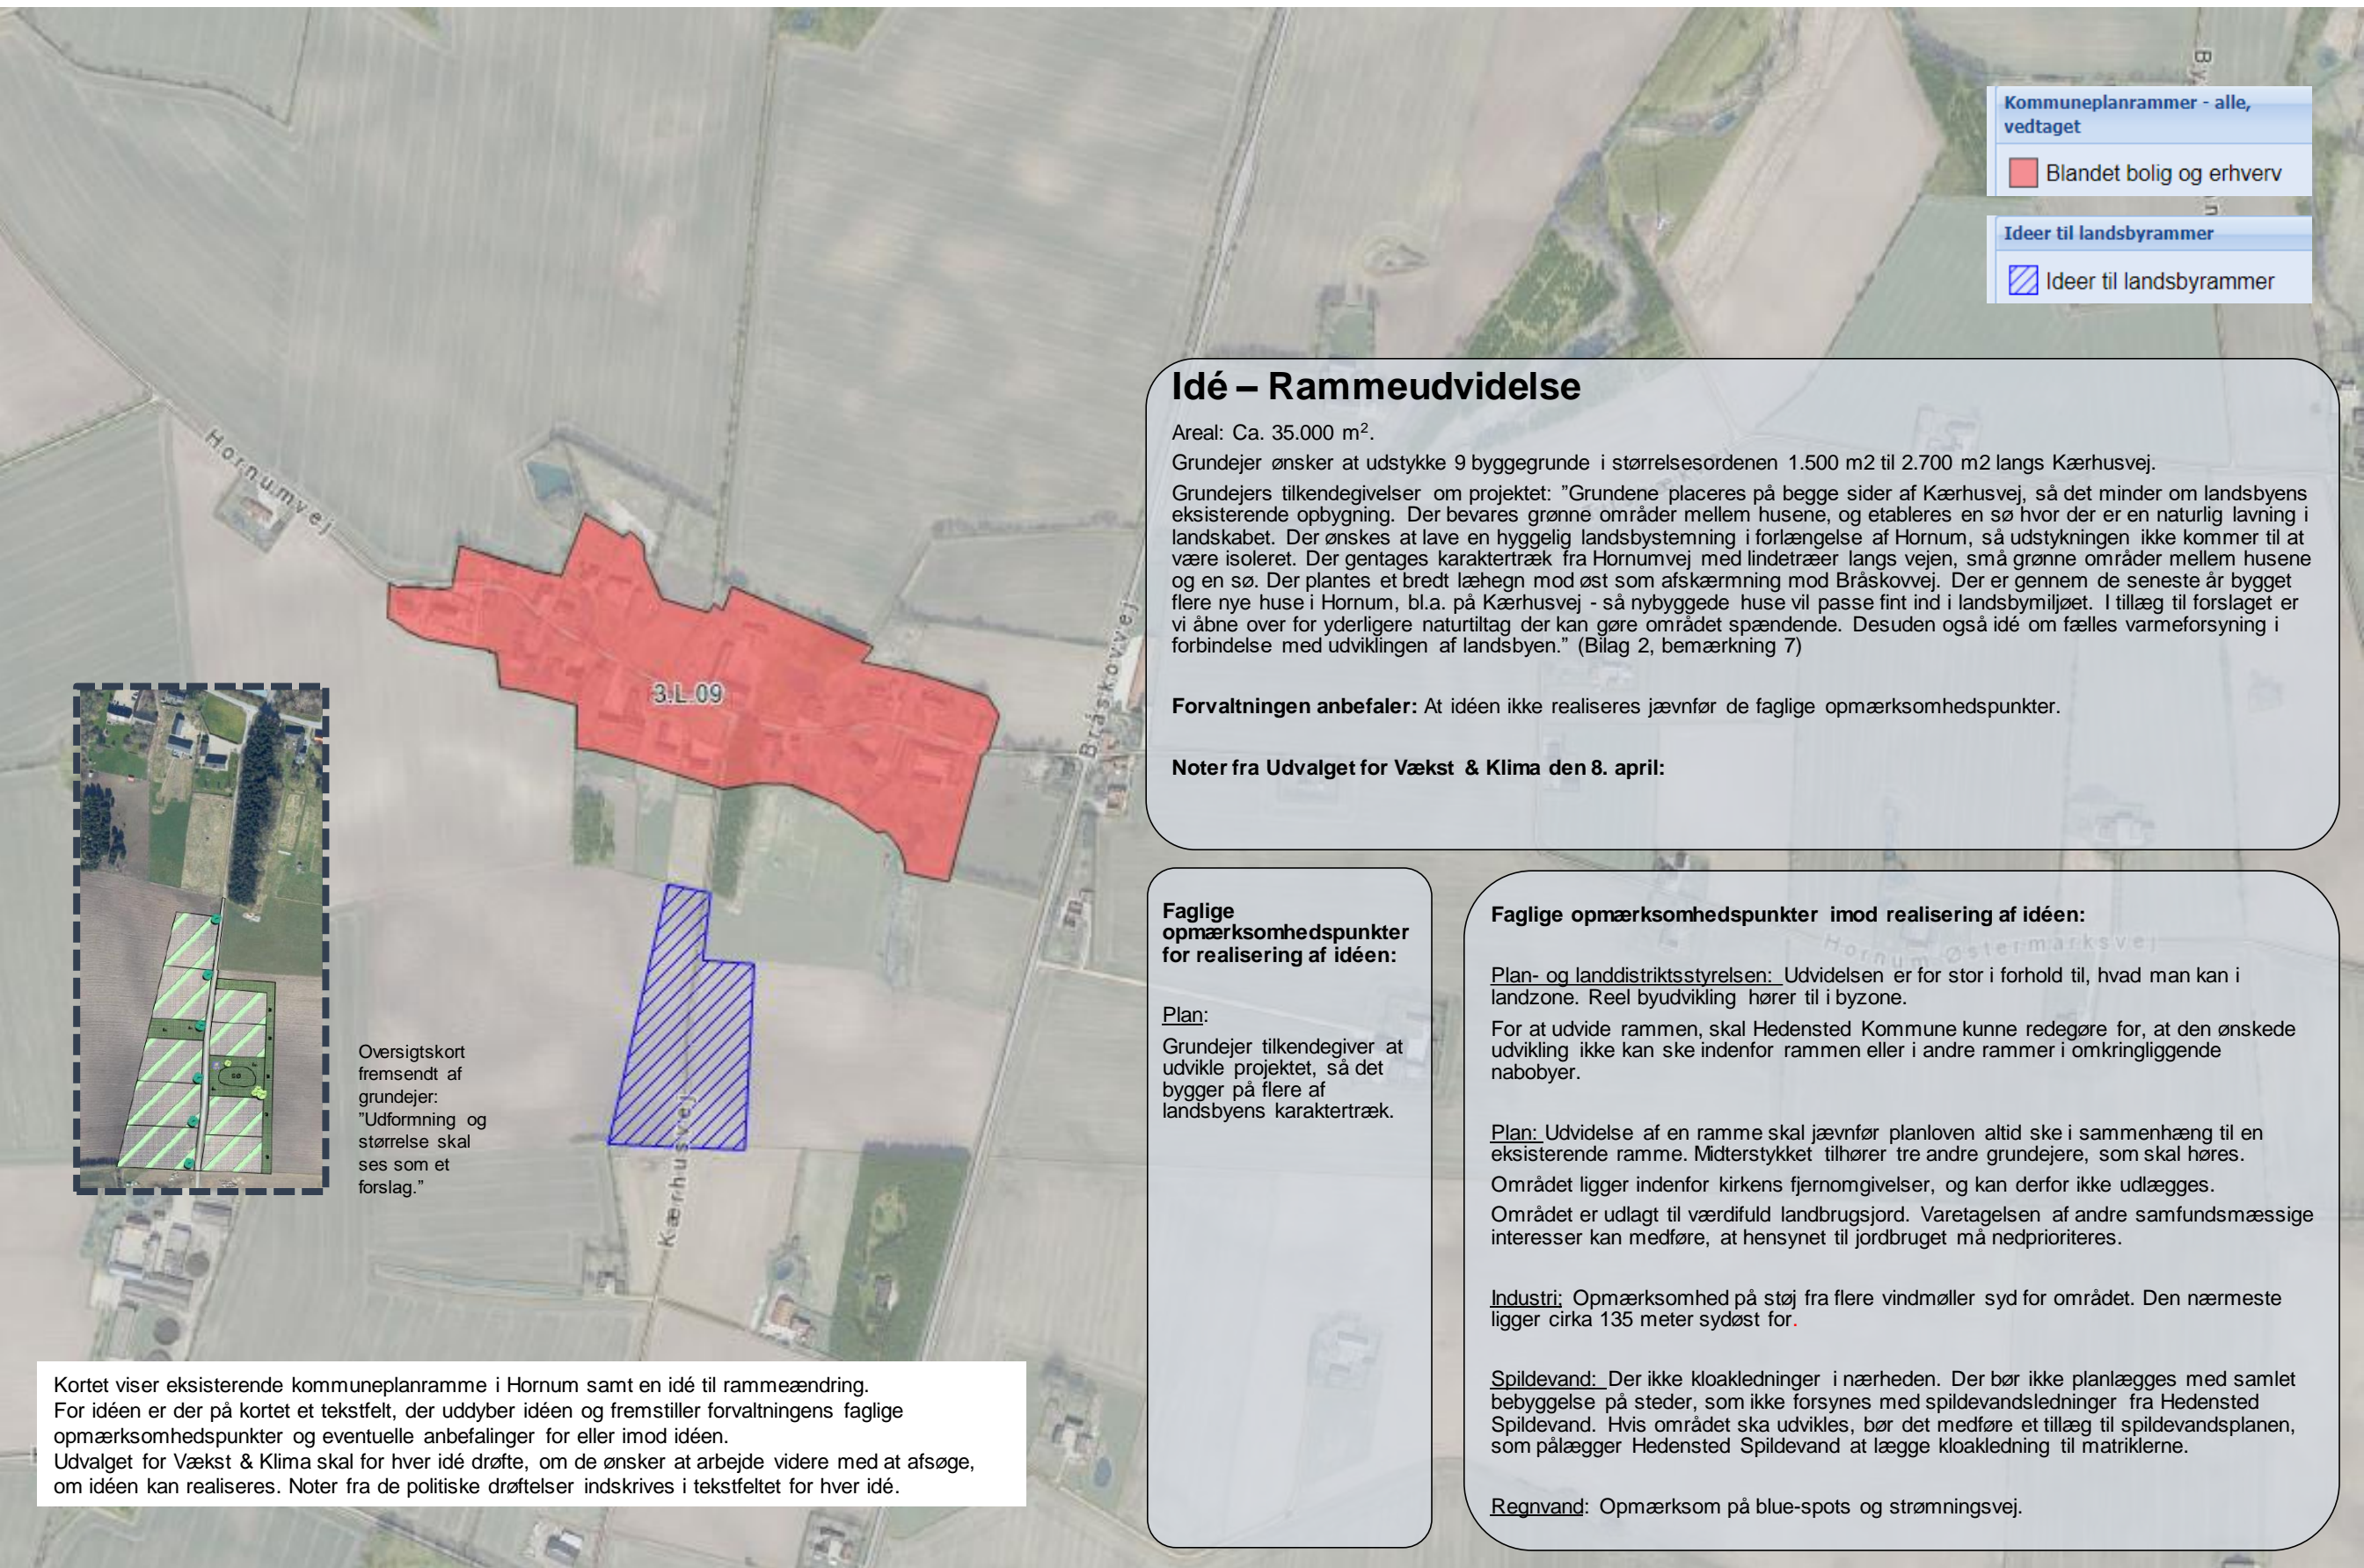 By
Kommuneplanrammer - alle,
vedtaget
Blandet bolig og erhverv
Ideer til landsbyrammer
Ideer til landsbyrammer
Idé – Rammeudvidelse
Areal: Ca. 35.000 m².
Grundejer ønsker at udstykke 9 byggegrunde i størrelsesordenen 1.500 m2 til 2.700 m2 langs Kærhusvej.
Grundejers tilkendegivelser om projektet: ”Grundene placeres på begge sider af Kærhusvej, så det minder om landsbyens
eksisterende opbygning. Der bevares grønne områder mellem husene, og etableres en sø hvor der er en naturlig lavning i
landskabet. Der ønskes at lave en hyggelig landsbystemning i forlængelse af Hornum, så udstykningen ikke kommer til at
være isoleret. Der gentages karaktertræk fra Hornumvej med lindetræer langs vejen, små grønne områder mellem husene
og en sø. Der plantes et bredt læhegn mod øst som afskærmning mod Bråskovvej. Der er gennem de seneste år bygget
flere nye huse i Hornum, bl.a. på Kærhusvej - så nybyggede huse vil passe fint ind i landsbymiljøet. I tillæg til forslaget er
vi åbne over for yderligere naturtiltag der kan gøre området spændende. Desuden også idé om fælles varmeforsyning i
forbindelse med udviklingen af landsbyen.” (Bilag 2, bemærkning 7)
Forvaltningen anbefaler: At idéen ikke realiseres jævnfør de faglige opmærksomhedspunkter.
Noter fra Udvalget for Vækst & Klima den 8. april:
Hornumvej
3.L.09
Bråskovvej
Kærhusvej
Oversigtskort
fremsendt af
grundejer:
”Udformning og
størrelse skal
ses som et
forslag.”
Faglige
opmærksomhedspunkter
for realisering af idéen:
Plan:
Grundejer tilkendegiver at
udvikle projektet, så det
bygger på flere af
landsbyens karaktertræk.
Faglige opmærksomhedspunkter imod realisering af idéen:
Hornum Østermarksvej
Plan- og landdistriktsstyrelsen: Udvidelsen er for stor i forhold til, hvad man kan i
landzone. Reel byudvikling hører til i byzone.
For at udvide rammen, skal Hedensted Kommune kunne redegøre for, at den ønskede
udvikling ikke kan ske indenfor rammen eller i andre rammer i omkringliggende
nabobyer.
Plan: Udvidelse af en ramme skal jævnfør planloven altid ske i sammenhæng til en
eksisterende ramme. Midterstykket tilhører tre andre grundejere, som skal høres.
Området ligger indenfor kirkens fjernomgivelser, og kan derfor ikke udlægges.
Området er udlagt til værdifuld landbrugsjord. Varetagelsen af andre samfundsmæssige
interesser kan medføre, at hensynet til jordbruget må nedprioriteres.
Industri: Opmærksomhed på støj fra flere vindmøller syd for området. Den nærmeste
ligger cirka 135 meter sydøst for.
Spildevand: Der ikke kloakledninger i nærheden. Der bør ikke planlægges med samlet
bebyggelse på steder, som ikke forsynes med spildevandsledninger fra Hedensted
Spildevand. Hvis området ska udvikles, bør det medføre et tillæg til spildevandsplanen,
som pålægger Hedensted Spildevand at lægge kloakledning til matriklerne.
Regnvand: Opmærksom på blue-spots og strømningsvej.
Kortet viser eksisterende kommuneplanramme i Hornum samt en idé til rammeændring.
For idéen er der på kortet et tekstfelt, der uddyber idéen og fremstiller forvaltningens faglige
opmærksomhedspunkter og eventuelle anbefalinger for eller imod idéen.
Udvalget for Vækst & Klima skal for hver idé drøfte, om de ønsker at arbejde videre med at afsøge,
om idéen kan realiseres. Noter fra de politiske drøftelser indskrives i tekstfeltet for hver idé.